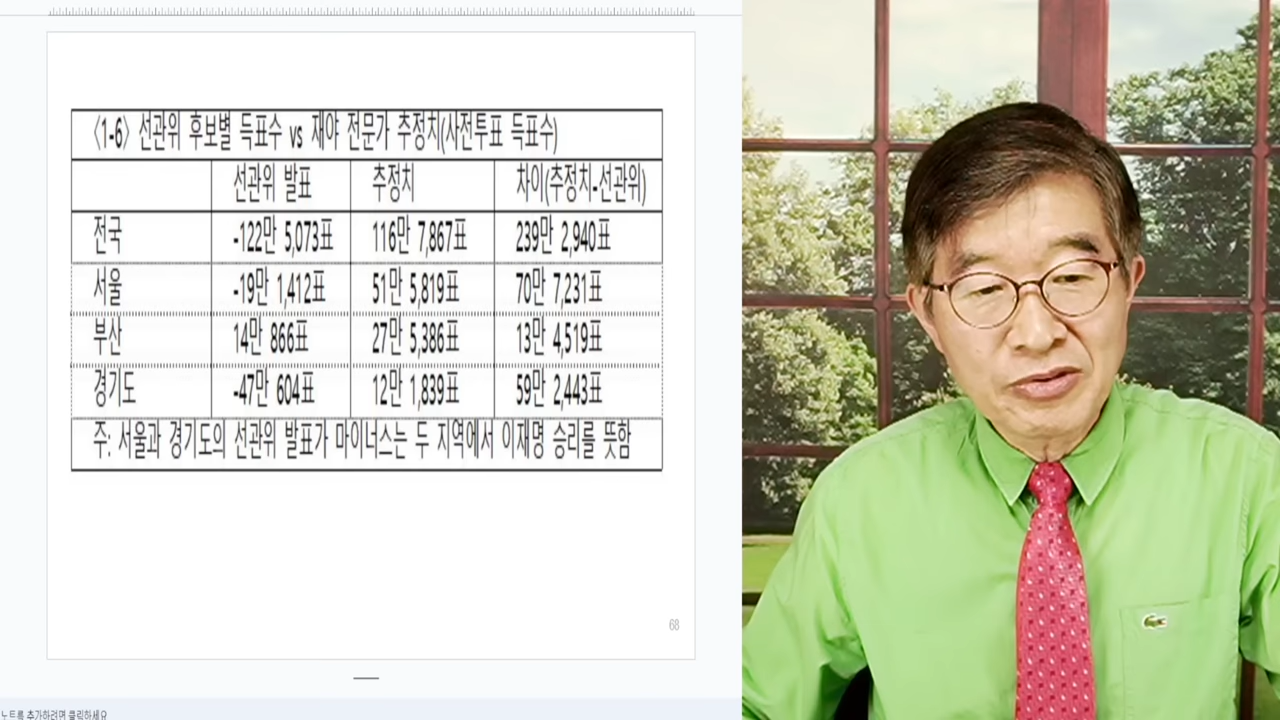 〈1-6〉 선관위 후보별 득표수 vs 재야 전문가 추정치(사전투표 득표수)
선관위 발표 추정치 차이(추정치-선관위)
전국 -122만 5,073표 116만 7,867표 239만 2,940표
서울 -19만 1,412표 51만 5,819표 70만 7,231표
부산 14만 866표 27만 5,386표 13만 4,519표
경기도 -47만 604표 12만 1,839표 59만 2,443표
주: 서울과 경기도의 선관위 발표가 마이너스는 두 지역에서 이재명 승리를 뜻함
68
노트를 추가하려면 클릭하세요